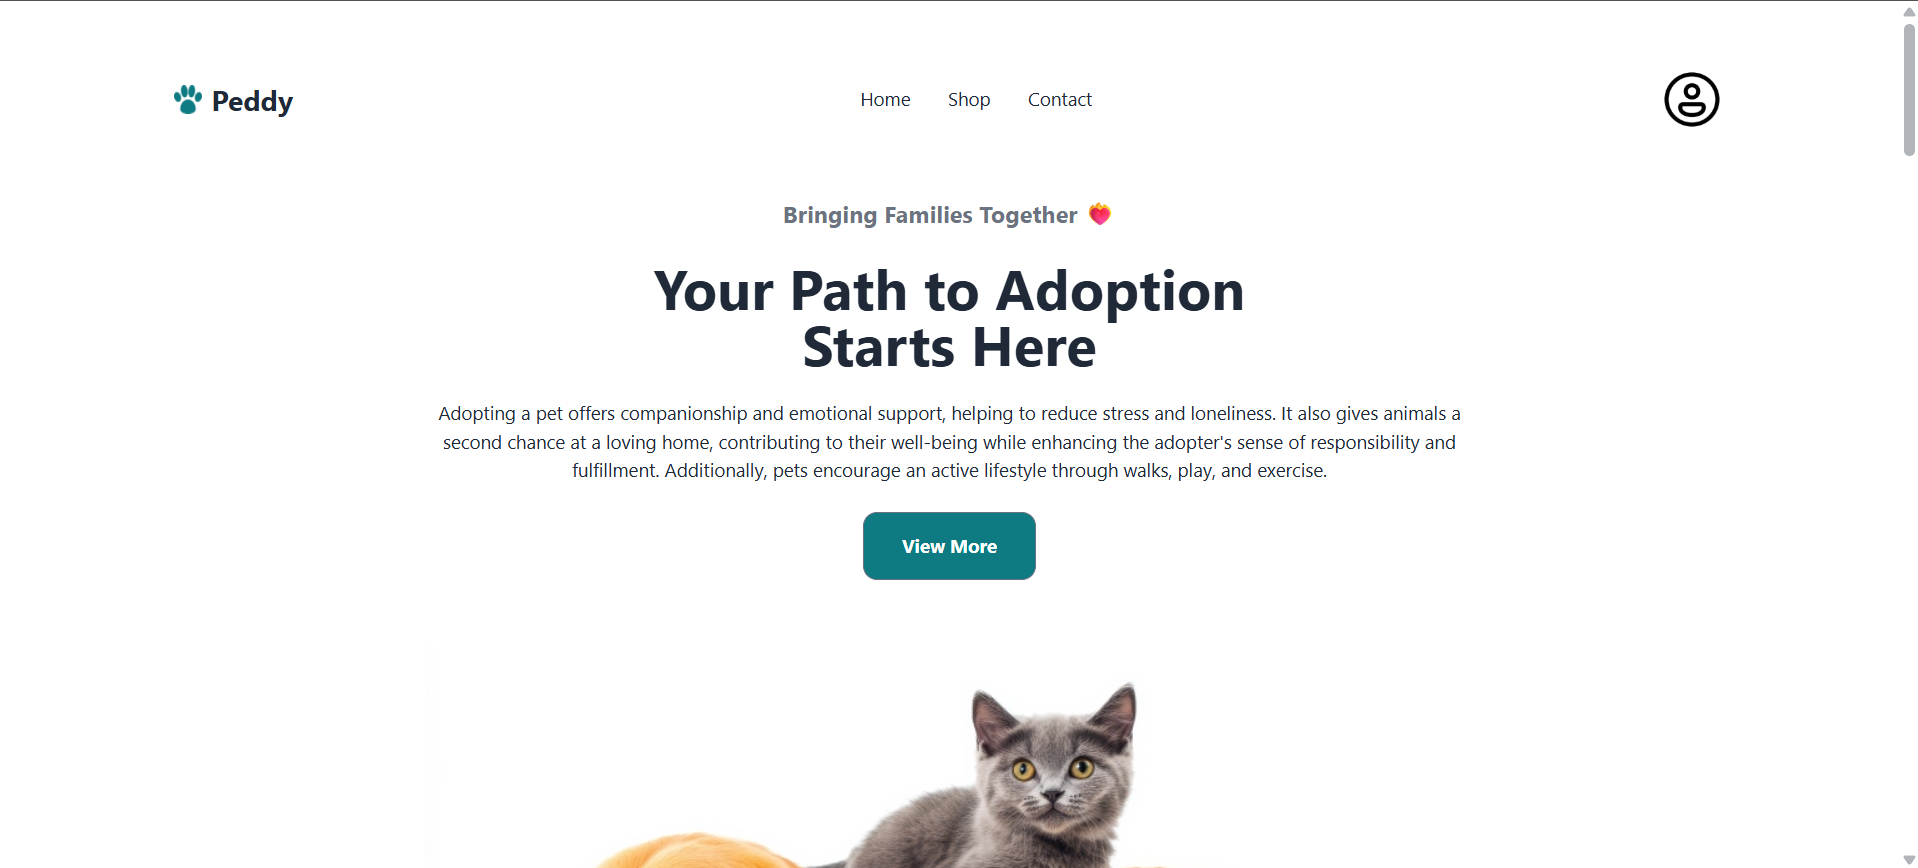 Peddy
Home
Shop
Contact
Bringing Families Together
Your Path to Adoption
Starts Here
Adopting a pet offers companionship and emotional support, helping to reduce stress and loneliness. It also gives animals a
second chance at a loving home, contributing to their well-being while enhancing the adopter's sense of responsibility and
fulfillment. Additionally, pets encourage an active lifestyle through walks, play, and exercise.
View More